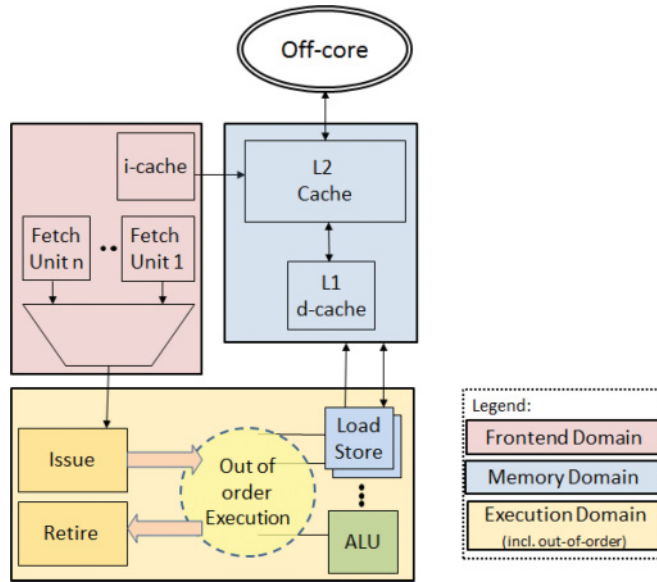 Off-core
i-cache
L2
Cache
Fetch
Unit n
Fetch
Unit 1
L1
d-cache
Load
Store
Issue
Out of
order
Execution
Retire
ALU
Legend:
Frontend Domain
Memory Domain
Execution Domain
(incl. out-of-order)